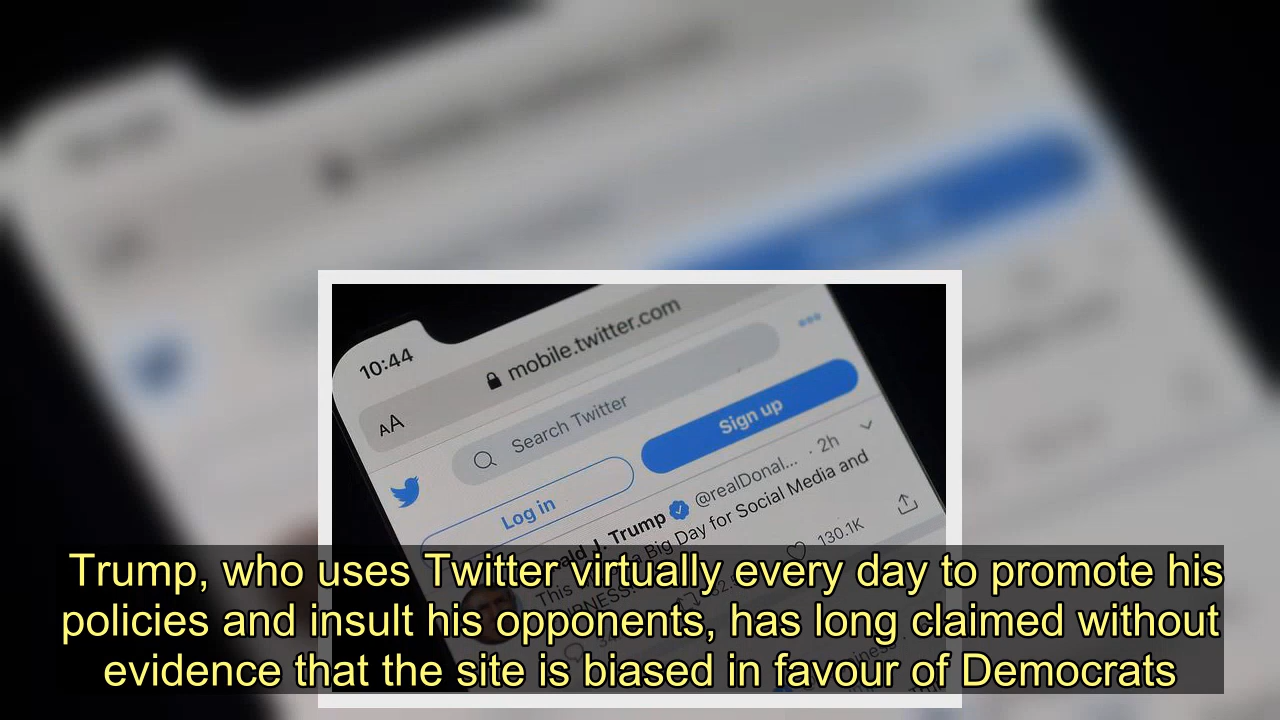 10:44
mobile.twitter.com
AA
Search Twitter
Sign up
Log in
J. Trump @realDonal... · 2h
This a Big Day for Social Media and
130.1K
Trump, who uses Twitter virtually every day to promote his
policies and insult his opponents, has long claimed without
evidence that the site is biased in favour of Democrats